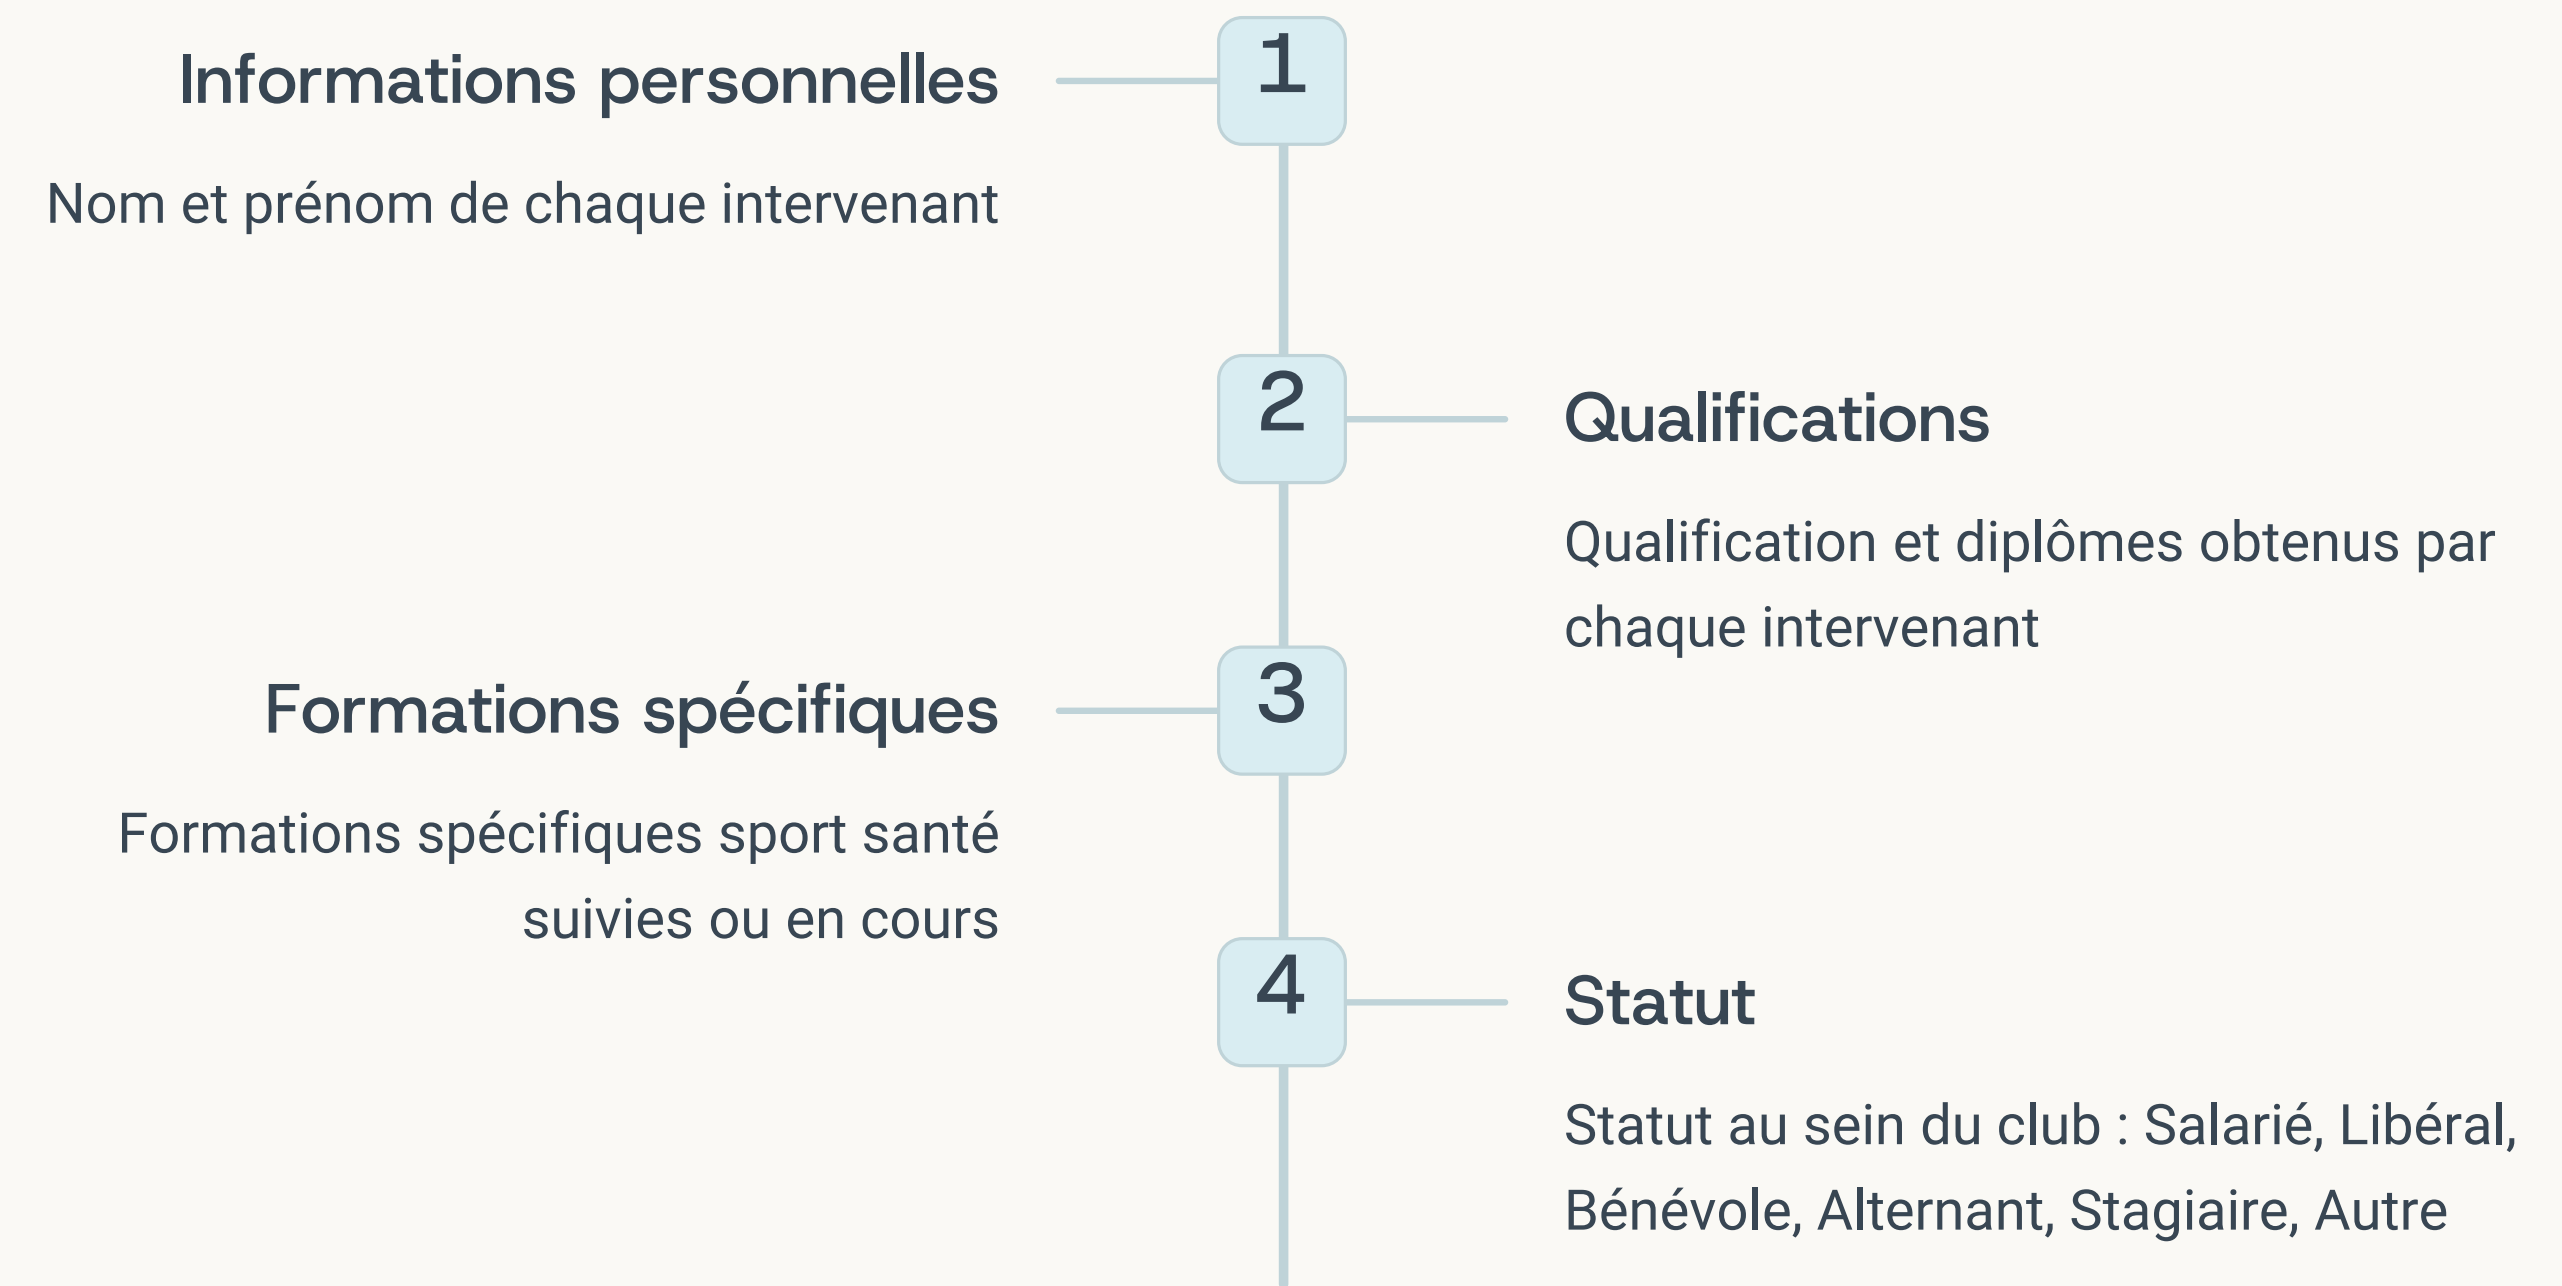 1
Informations personnelles
Nom et prénom de chaque intervenant
2
Qualifications
Qualification et diplômes obtenus par
chaque intervenant
3
Formations spécifiques
Formations spécifiques sport santé
suivies ou en cours
4
Statut
Statut au sein du club : Salarié, Libéral,
Bénévole, Alternant, Stagiaire, Autre